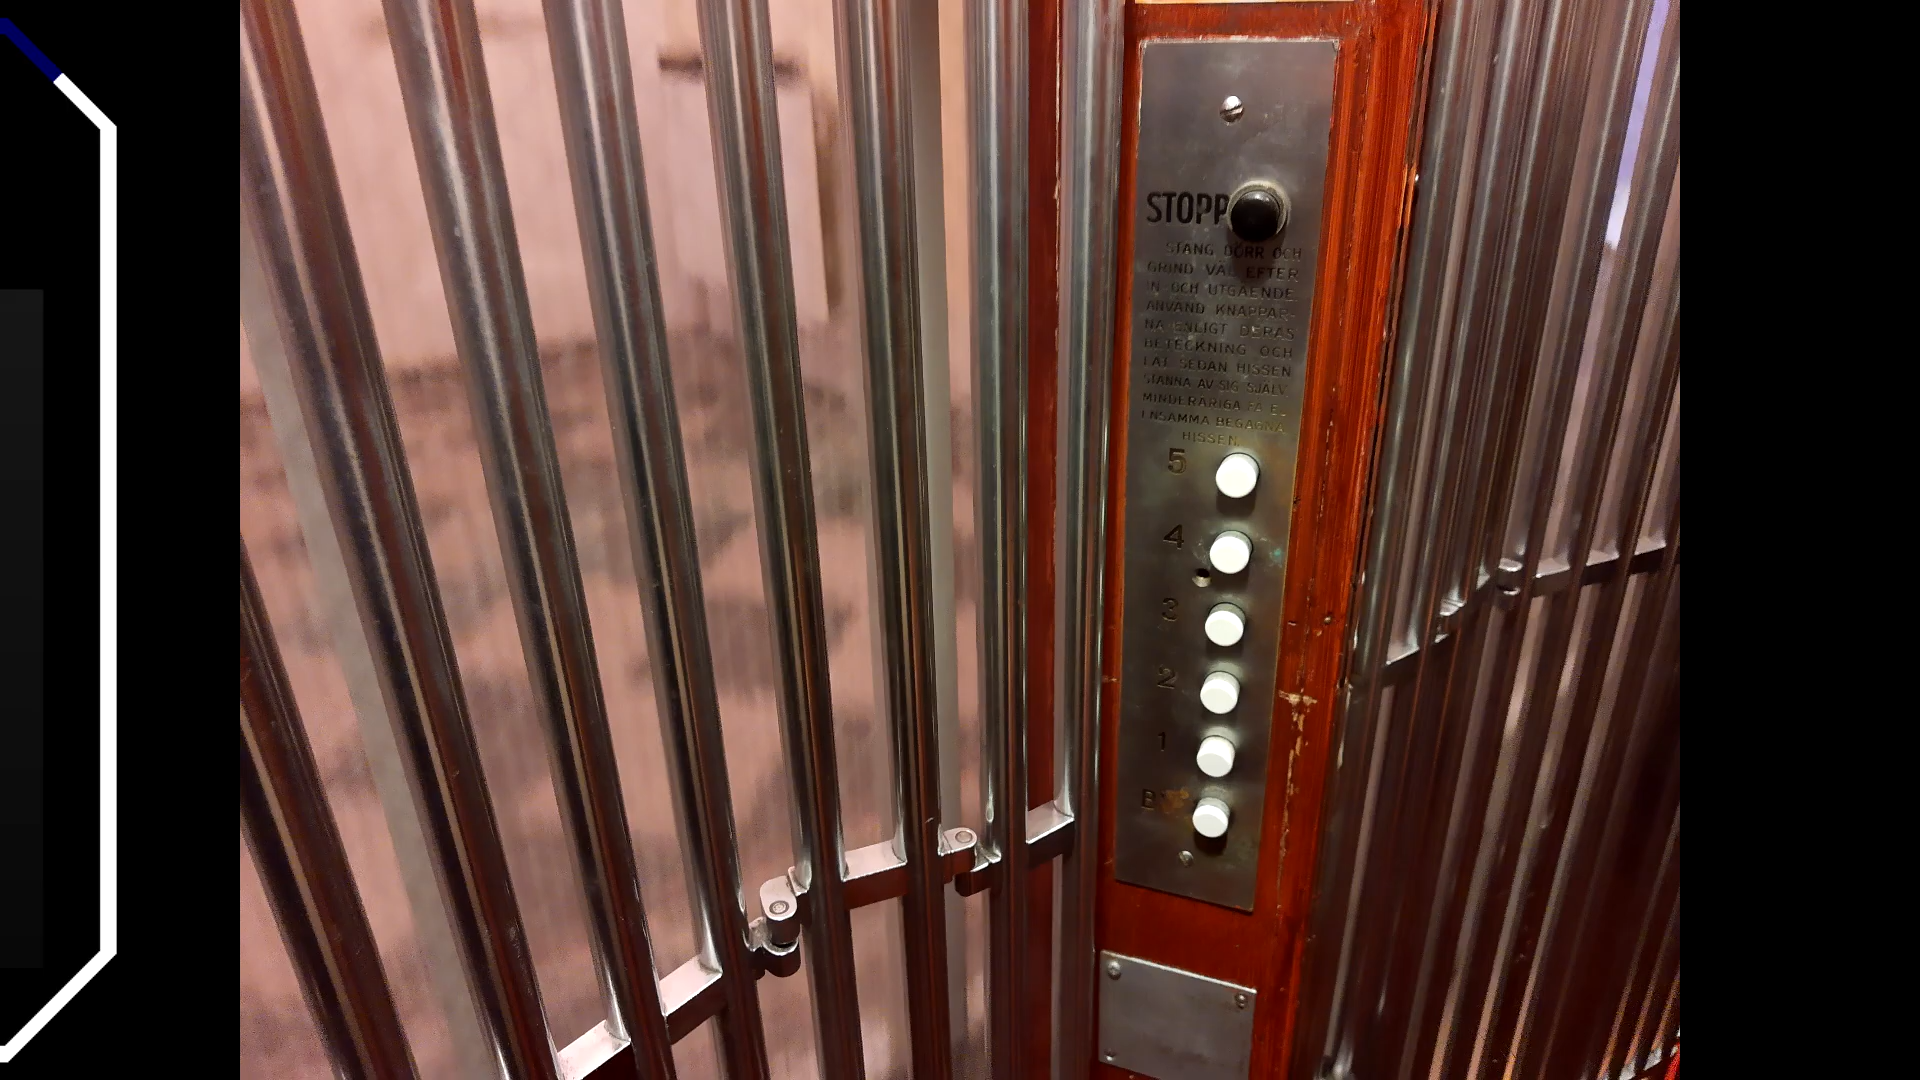 STOPP
STÄNG DÖRR OCH
GRIND VÄL EFTER
IN OCH UTGÅENDE
ANVÄND KNAPPAR-
NA ENLIGT DERAS
BETECKNING OCH
LÅT SEDAN HISSEN
STANNA AV SIG SJÄLV.
MINDERÅRIGA FÅ EJ
ENSAMMA BEGAGNA
HISSEN.
5
4
3
2
1
B